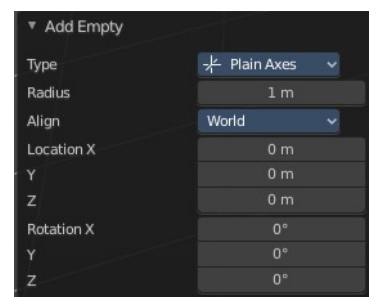 Add Empty
Type Plain Axes
Radius 1 m
Align World
Location X 0 m
Y 0 m
Z 0 m
Rotation X 0°
Y 0°
Z 0°